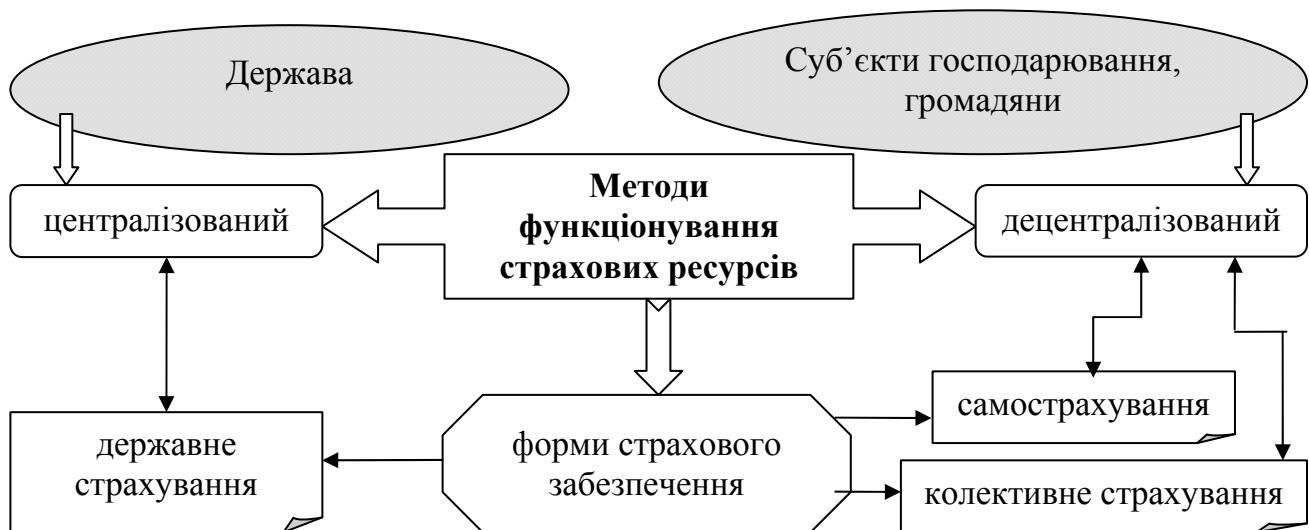 Держава
Суб’єкти господарювання,
громадяни
централізований
Методи
функціонування
страхових ресурсів
децентралізований
державне
страхування
форми страхового
забезпечення
самострахування
колективне страхування